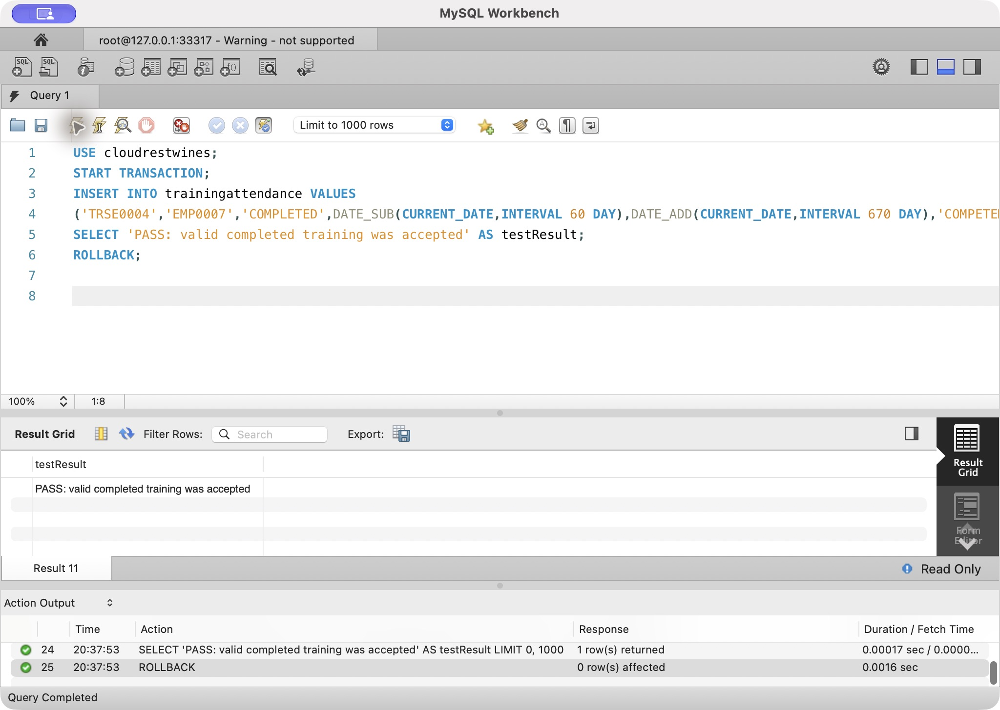 MySQL Workbench
root@127.0.0.1:33317 - Warning - not supported
SQL SQL
Query 1
Limit to 1000 rows
1 USE cloudrestwines;
2 START TRANSACTION;
3 INSERT INTO trainingattendance VALUES
4 ('TRSE0004','EMP0007','COMPLETED',DATE_SUB(CURRENT_DATE,INTERVAL 60 DAY),DATE_ADD(CURRENT_DATE,INTERVAL 670 DAY),'COMPETE
5 SELECT 'PASS: valid completed training was accepted' AS testResult;
6 ROLLBACK;
7
8
100% 1:8
Result Grid Filter Rows: Search Export:
testResult
PASS: valid completed training was accepted
Result
Grid
Form
Editor
Result 11 Read Only
Action Output
Time Action Response Duration / Fetch Time
24 20:37:53 SELECT 'PASS: valid completed training was accepted' AS testResult LIMIT 0, 1000 1 row(s) returned 0.00017 sec / 0.0000...
25 20:37:53 ROLLBACK 0 row(s) affected 0.0016 sec
Query Completed